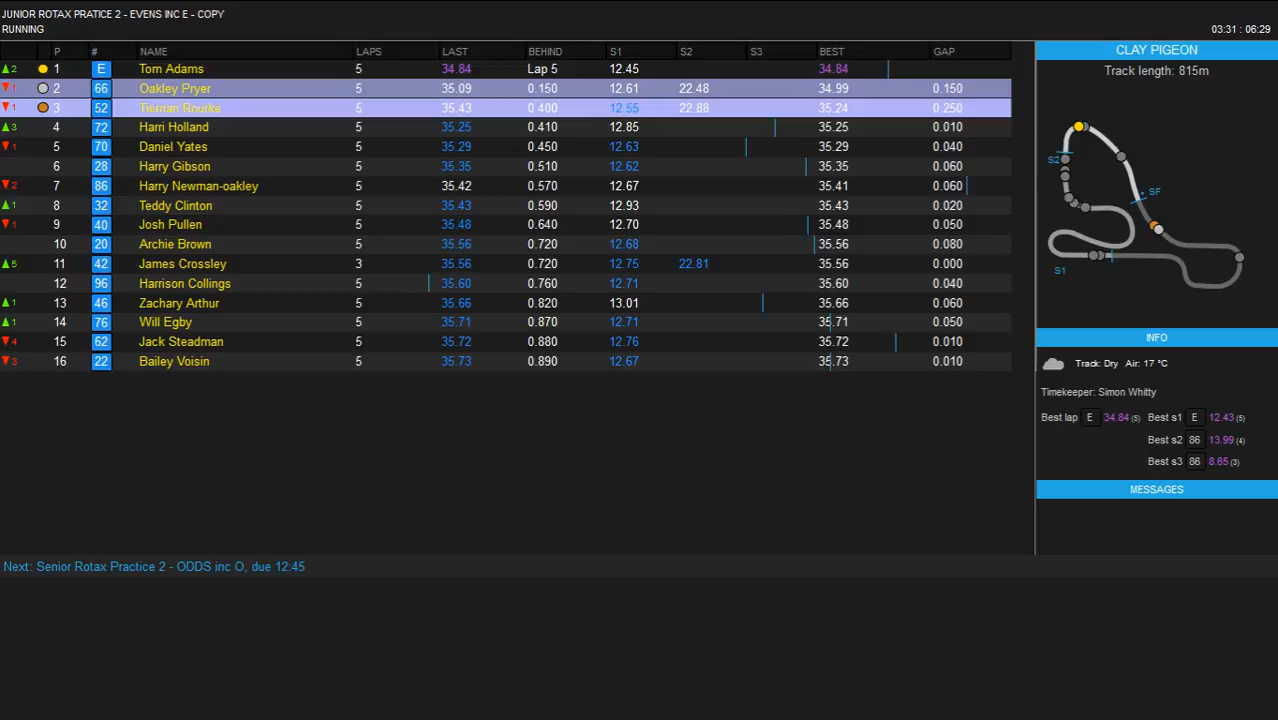 JUNIOR ROTAX PRATICE 2 - EVENS INC E - COPY
RUNNING
03:31 : 06:29
P # NAME LAPS LAST BEHIND S1 S2 S3 BEST GAP
2 1 E Tom Adams 5 34.84 Lap 5 12.45 34.84
1 2 66 Oakley Pryer 5 35.09 0.150 12.61 22.48 34.99 0.150
1 3 52 Tiernan Rourke 5 35.43 0.400 12.55 22.88 35.24 0.250
3 4 72 Harri Holland 5 35.25 0.410 12.85 35.25 0.010
1 5 70 Daniel Yates 5 35.29 0.450 12.63 35.29 0.040
6 28 Harry Gibson 5 35.35 0.510 12.62 35.35 0.060
2 7 86 Harry Newman-oakley 5 35.42 0.570 12.67 35.41 0.060
1 8 32 Teddy Clinton 5 35.43 0.590 12.93 35.43 0.020
1 9 40 Josh Pullen 5 35.48 0.640 12.70 35.48 0.050
10 20 Archie Brown 5 35.56 0.720 12.68 35.56 0.080
5 11 42 James Crossley 3 35.56 0.720 12.75 22.81 35.56 0.000
12 96 Harrison Collings 5 35.60 0.760 12.71 35.60 0.040
1 13 46 Zachary Arthur 5 35.66 0.820 13.01 35.66 0.060
1 14 76 Will Egby 5 35.71 0.870 12.71 35.71 0.050
4 15 62 Jack Steadman 5 35.72 0.880 12.76 35.72 0.010
3 16 22 Bailey Voisin 5 35.73 0.890 12.67 35.73 0.010
CLAY PIGEON
Track length: 815m
S2
SF
S1
INFO
Track: Dry Air: 17 °C
Timekeeper: Simon Whitty
Best lap E 34.84 (5) Best s1 E 12.43 (5)
Best s2 86 13.99 (4)
Best s3 86 8.65 (3)
MESSAGES
Next: Senior Rotax Practice 2 - ODDS inc O, due 12:45